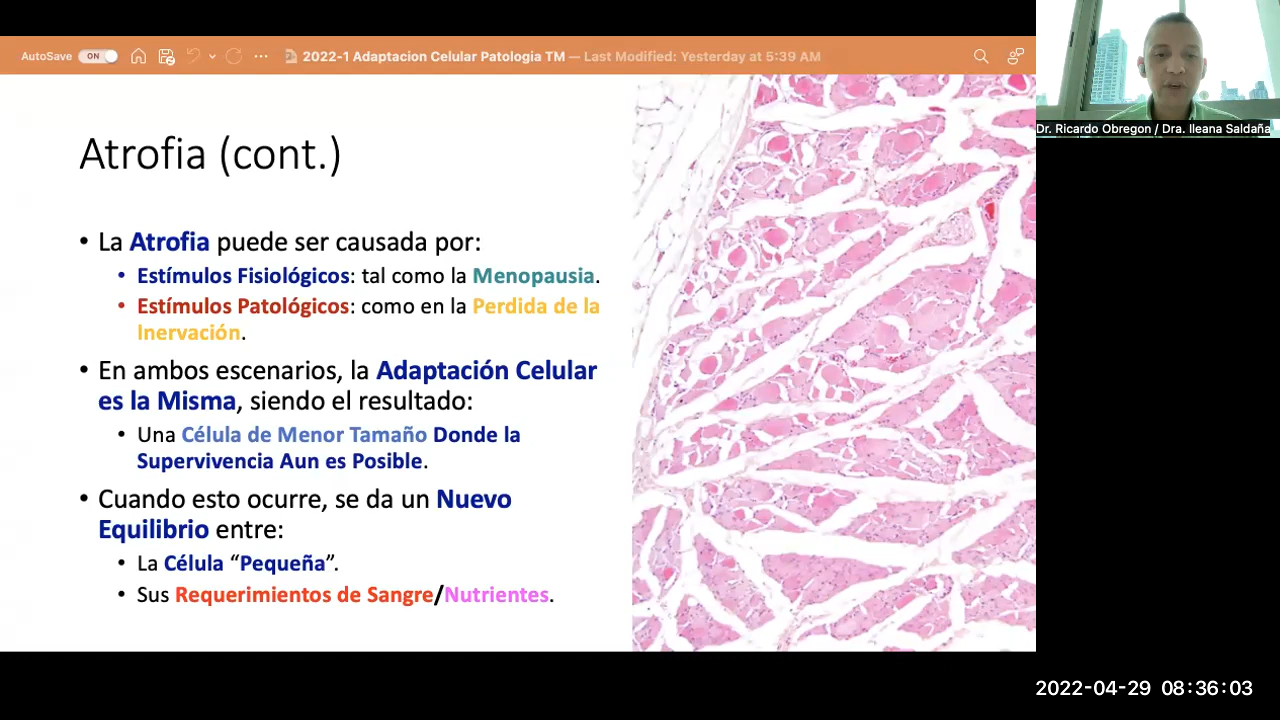 AutoSave ON ... 2022-1 Adaptacion Celular Patologia TM — Last Modified: Yesterday at 5:39 AM
Dr. Ricardo Obregon / Dra. Ileana Saldaña
Atrofia (cont.)
• La Atrofia puede ser causada por:
• Estímulos Fisiológicos: tal como la Menopausia.
• Estímulos Patológicos: como en la Perdida de la
Inervación.
• En ambos escenarios, la Adaptación Celular
es la Misma, siendo el resultado:
• Una Célula de Menor Tamaño Donde la
Supervivencia Aun es Posible.
• Cuando esto ocurre, se da un Nuevo
Equilibrio entre:
• La Célula “Pequeña”.
• Sus Requerimientos de Sangre/Nutrientes.
2022-04-29 08:36:03